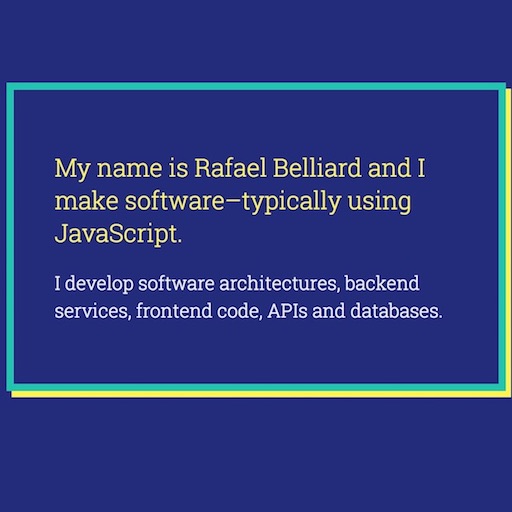 My name is Rafael Belliard and I
make software–typically using
JavaScript.
I develop software architectures, backend
services, frontend code, APIs and databases.